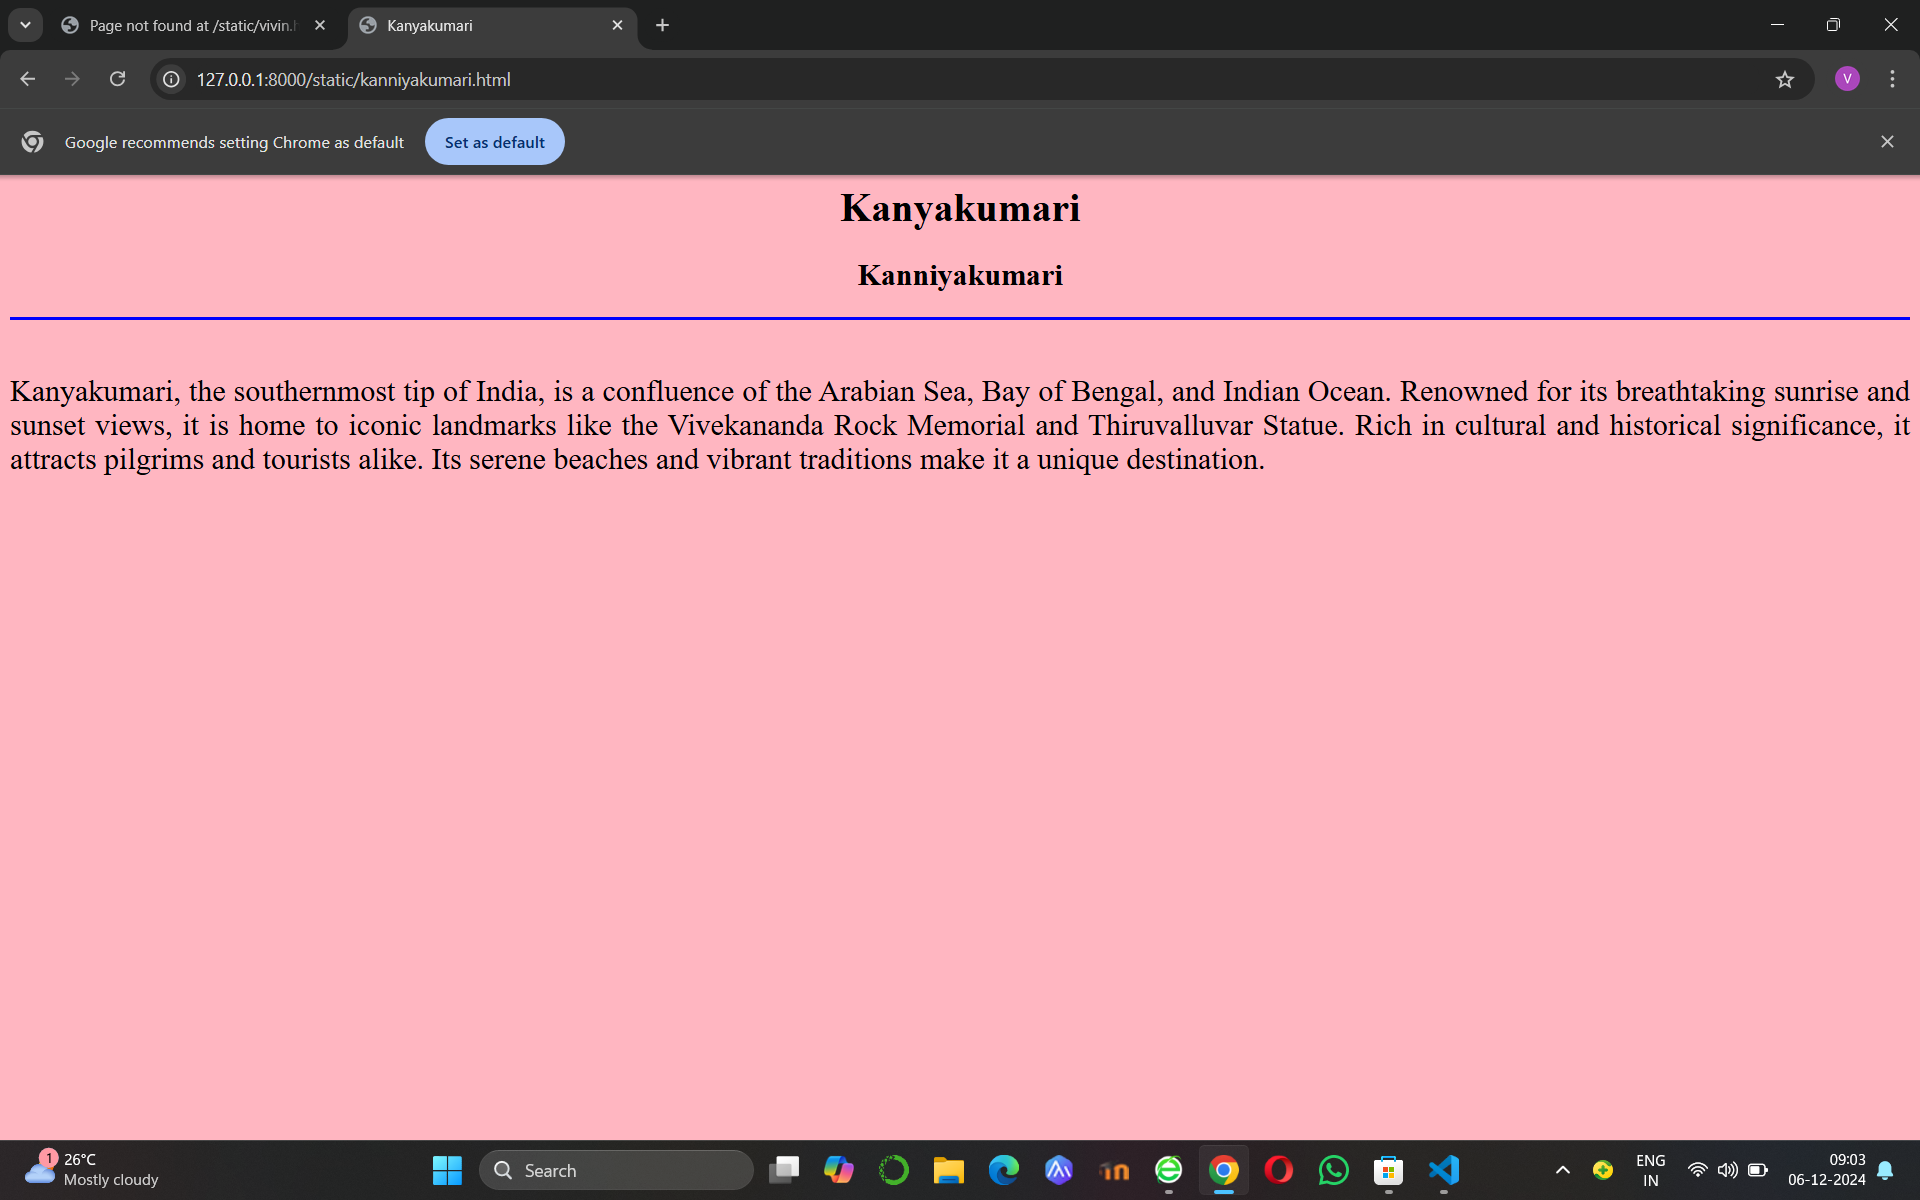 Page not found at /static/vivin.h
Kanyakumari
127.0.0.1:8000/static/kanniyakumari.html
V
Google recommends setting Chrome as default
Set as default
Kanyakumari
Kanniyakumari
Kanyakumari, the southernmost tip of India, is a confluence of the Arabian Sea, Bay of Bengal, and Indian Ocean. Renowned for its breathtaking sunrise and
sunset views, it is home to iconic landmarks like the Vivekananda Rock Memorial and Thiruvalluvar Statue. Rich in cultural and historical significance, it
attracts pilgrims and tourists alike. Its serene beaches and vibrant traditions make it a unique destination.
1
26°C
Mostly cloudy
Search
ENG
IN
09:03
06-12-2024